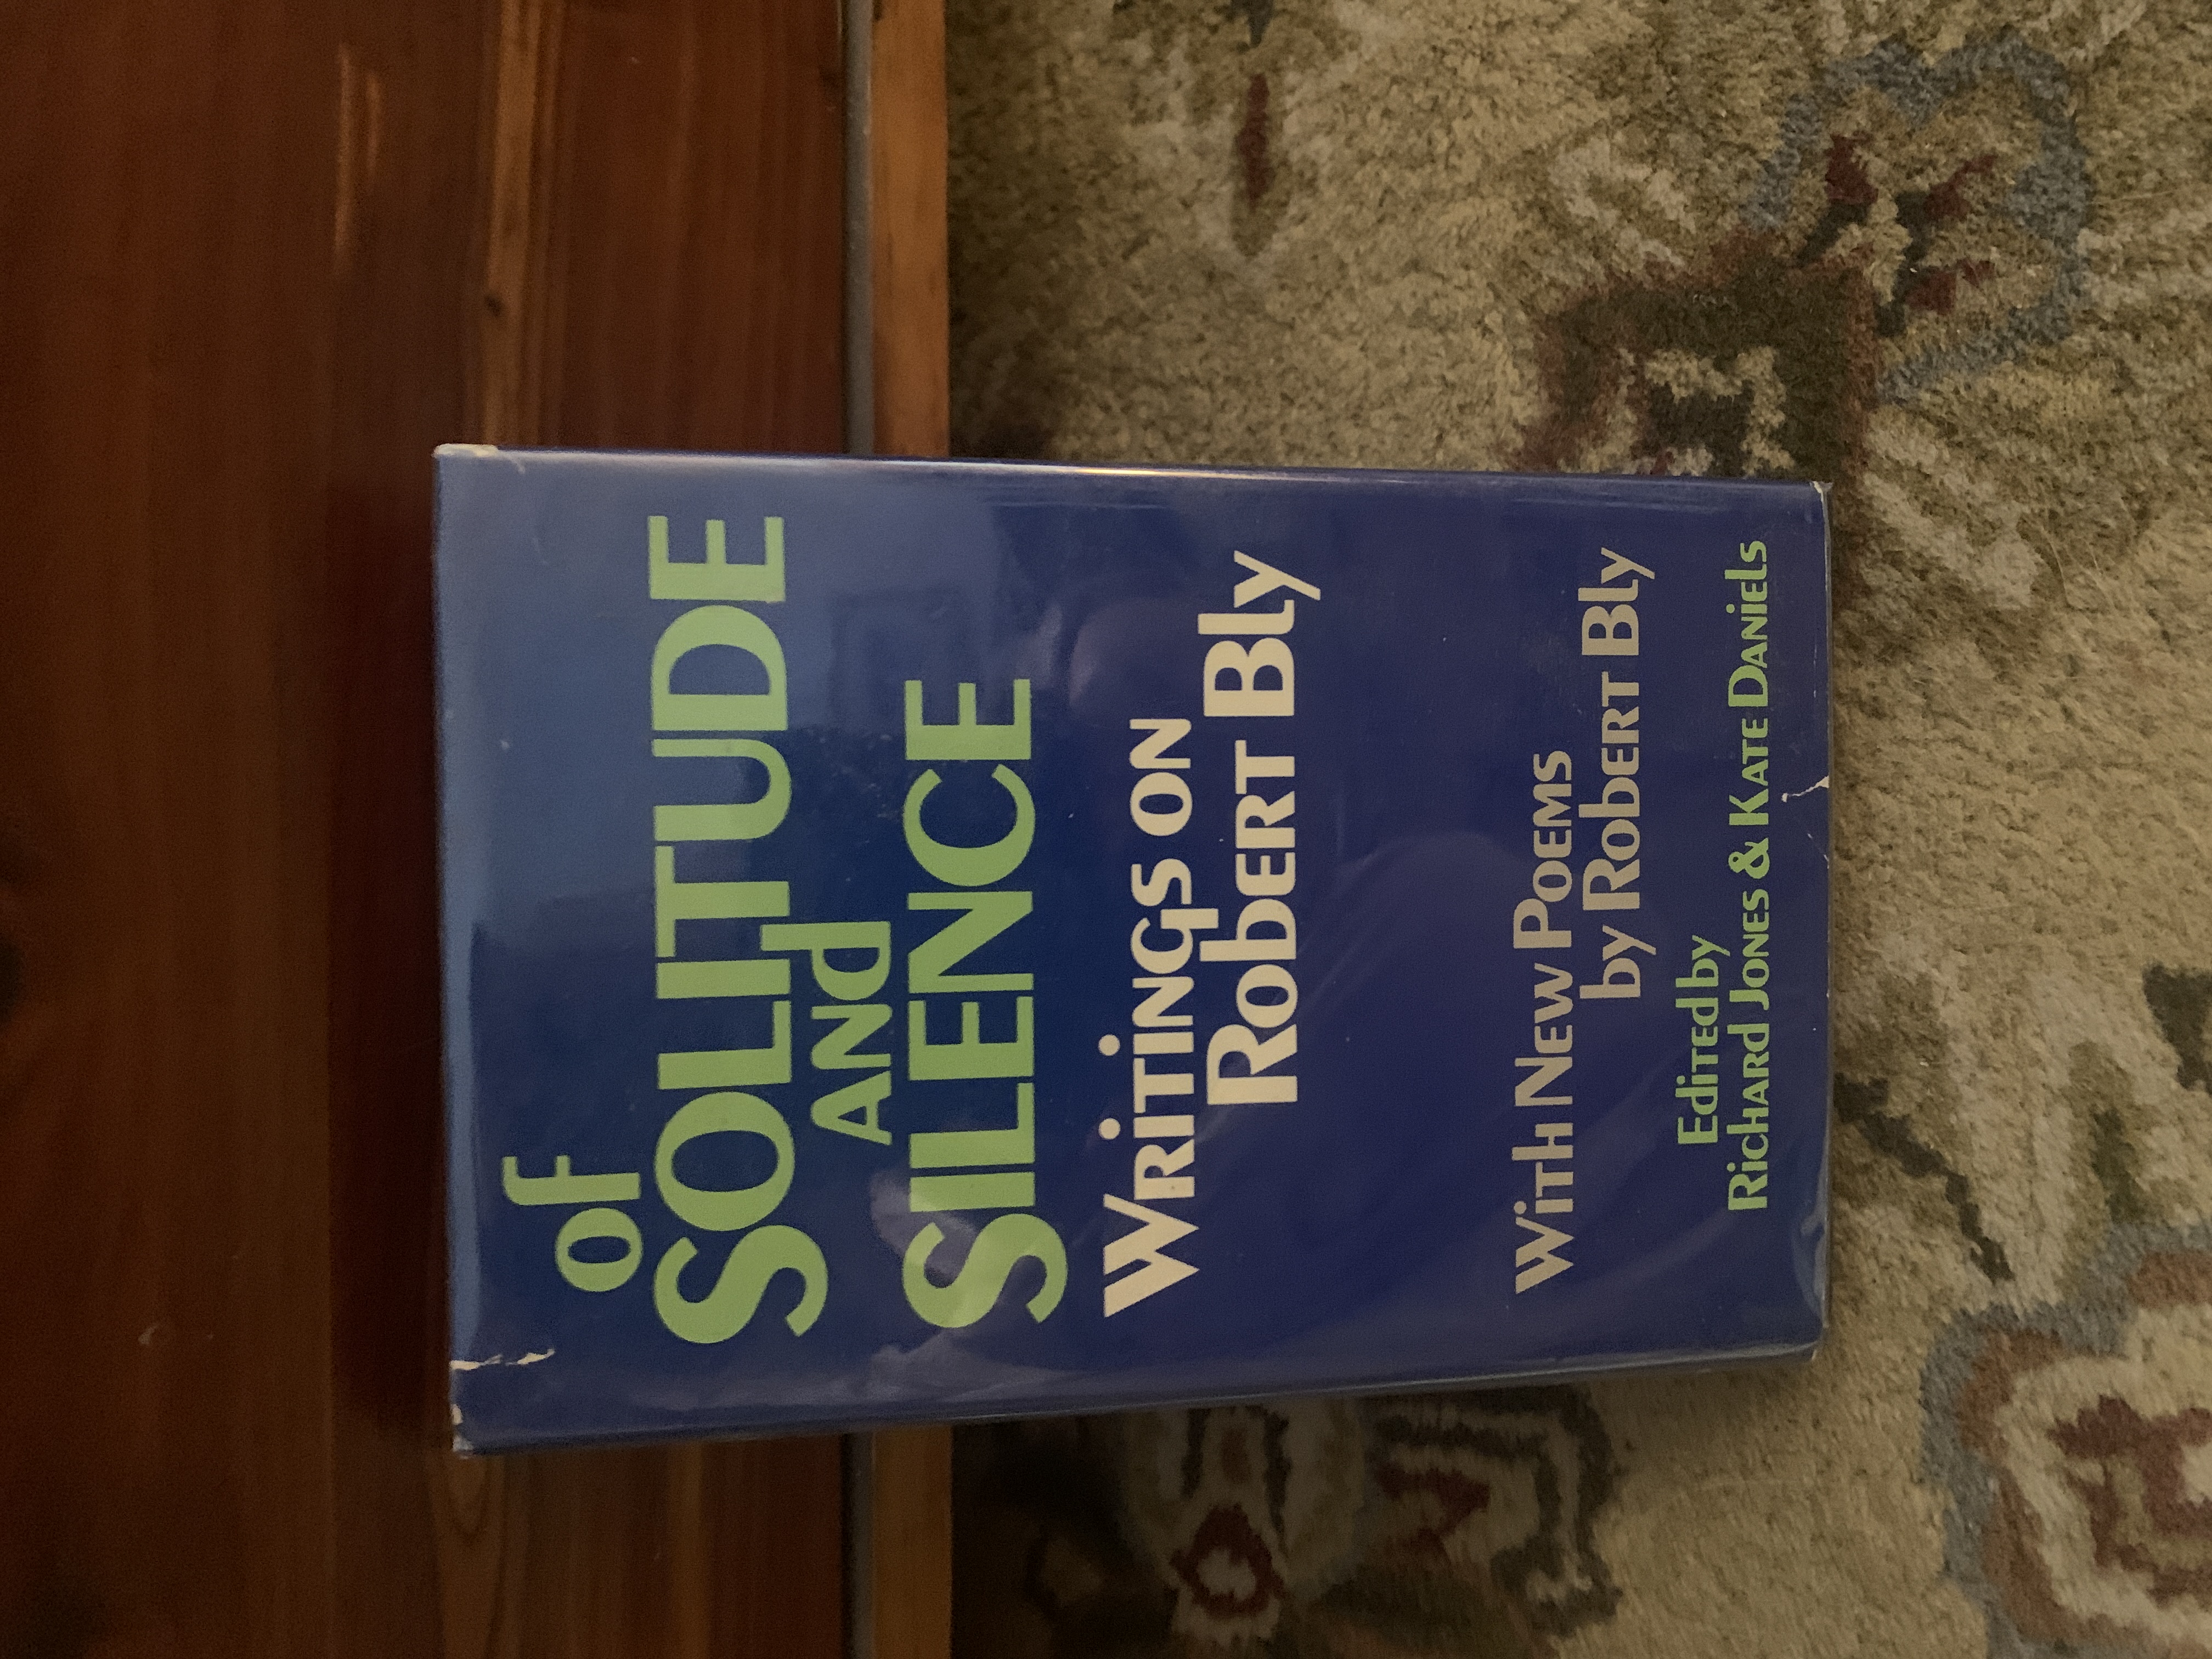 of
SOLITUDE
ANd
SILENCE
WRITINGS ON
RobERT Bly
WiTH NEW POEMS
by RobERT Bly
EdiTEd by
RicHARd JONES & KATE DANiEls